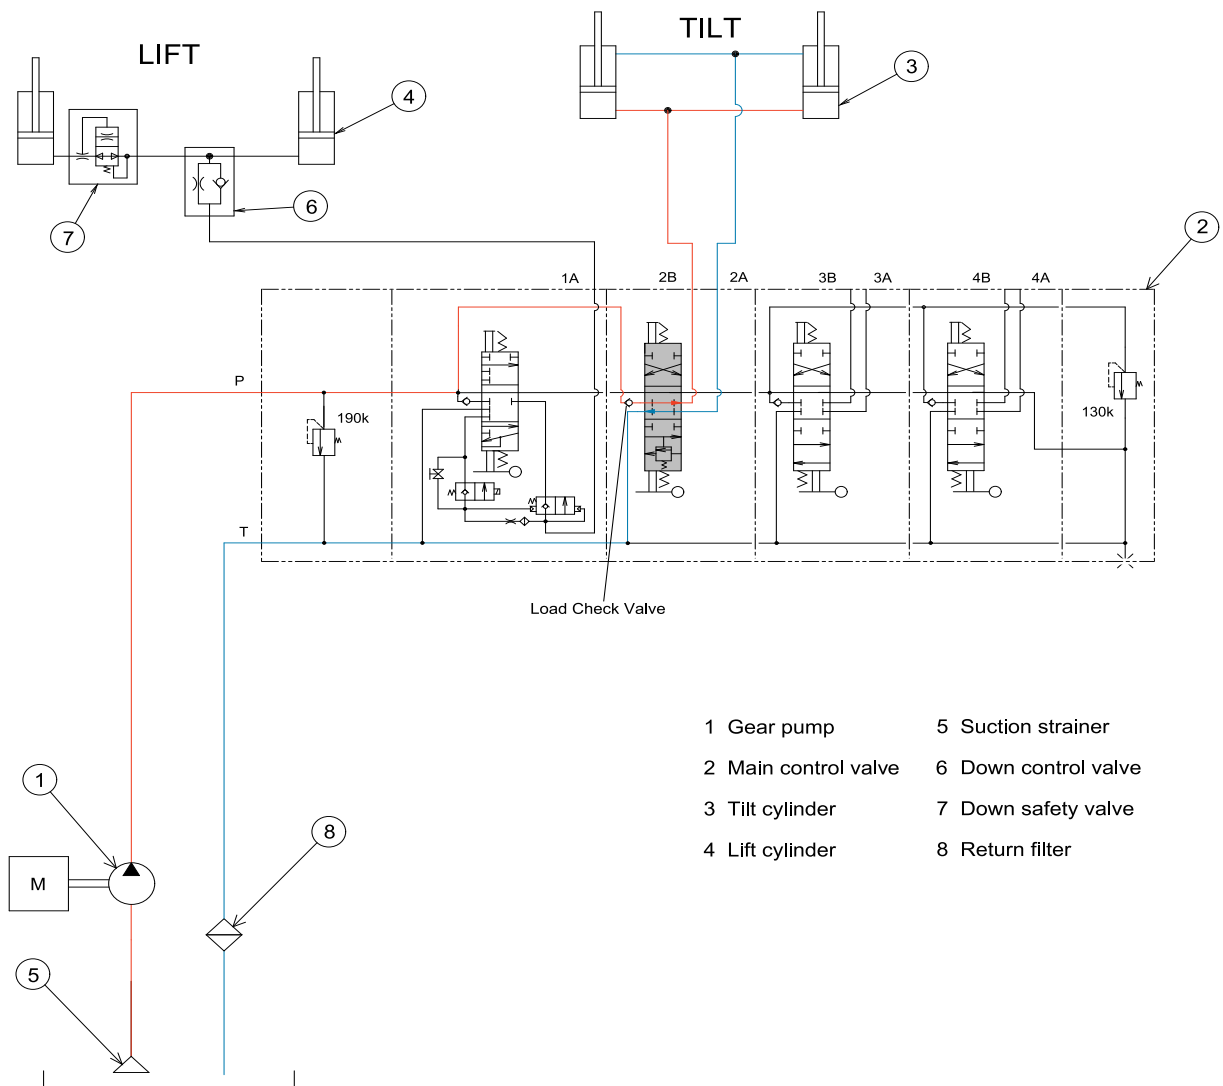 LIFT
TILT
3
4
7
6
2
1A
2B
2A
3B
3A
4B
4A
P
190k
130k
T
Load Check Valve
1 Gear pump
2 Main control valve
3 Tilt cylinder
4 Lift cylinder
5 Suction strainer
6 Down control valve
7 Down safety valve
8 Return filter
1
8
M
5